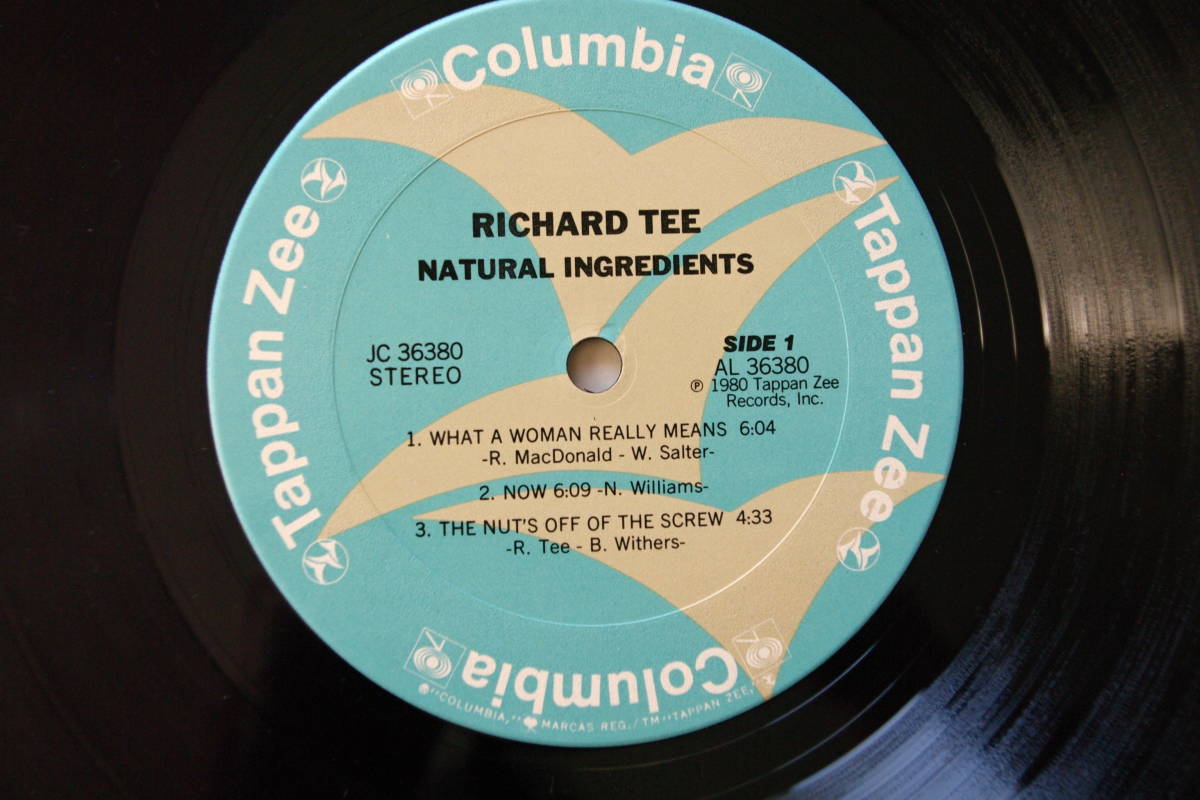 Columbia
Tappan Zee
Tappan Zee
RICHARD TEE
NATURAL INGREDIENTS
JC 36380
STEREO
SIDE 1
AL 36380
℗ 1980 Tappan Zee
Records, Inc.
1. WHAT A WOMAN REALLY MEANS 6:04
-R. MacDonald - W. Salter-
2. NOW 6:09 -N. Williams-
3. THE NUT'S OFF OF THE SCREW 4:33
-R. Tee - B. Withers-
Columbia
"COLUMBIA," MARCAS REG./TM "TAPPAN ZEE,"